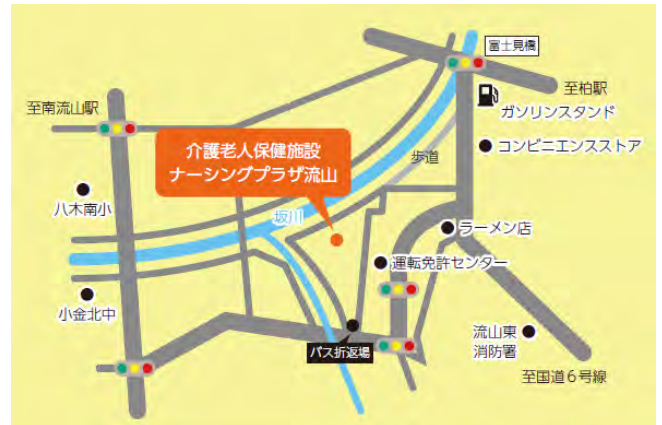 富士見橋
至柏駅
ガソリンスタンド
至南流山駅
介護老人保健施設
ナーシングプラザ流山
歩道
コンビニエンスストア
八木南小
坂川
ラーメン店
運転免許センター
小金北中
流山東
消防署
バス折返場
至国道6号線